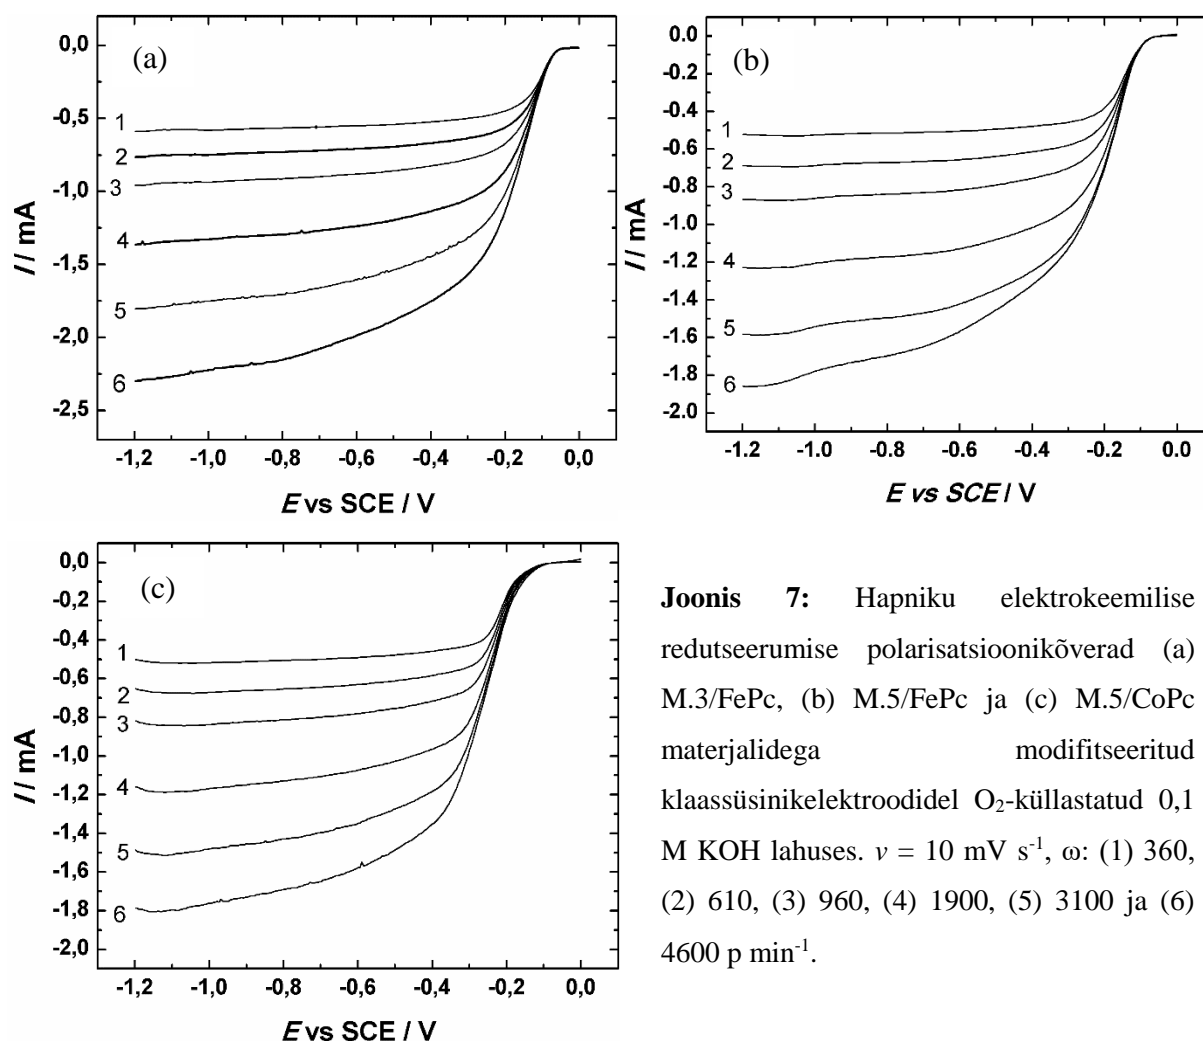 (a)
0,0
-0,5
-1,0
-1,5
-2,0
-2,5
I / mA
1
2
3
4
5
6
-1,2 -1,0 -0,8 -0,6 -0,4 -0,2 0,0
E vs SCE / V
(b)
0.0
-0.2
-0.4
-0.6
-0.8
-1.0
-1.2
-1.4
-1.6
-1.8
-2.0
I / mA
1
2
3
4
5
6
-1.2 -1.0 -0.8 -0.6 -0.4 -0.2 0.0
E vs SCE / V
(c)
0,0
-0,2
-0,4
-0,6
-0,8
-1,0
-1,2
-1,4
-1,6
-1,8
-2,0
I / mA
1
2
3
4
5
6
-1,2 -1,0 -0,8 -0,6 -0,4 -0,2 0,0
E vs SCE / V
Joonis 7: Hapniku elektrokeemilise
redutseerumise polarisatsioonikõverad (a)
M.3/FePc, (b) M.5/FePc ja (c) M.5/CoPc
materjalidega modifitseeritud
klaassüsinikelektroodidel O₂-küllastatud 0,1
M KOH lahuses. v = 10 mV s⁻¹, ω: (1) 360,
(2) 610, (3) 960, (4) 1900, (5) 3100 ja (6)
4600 p min⁻¹.